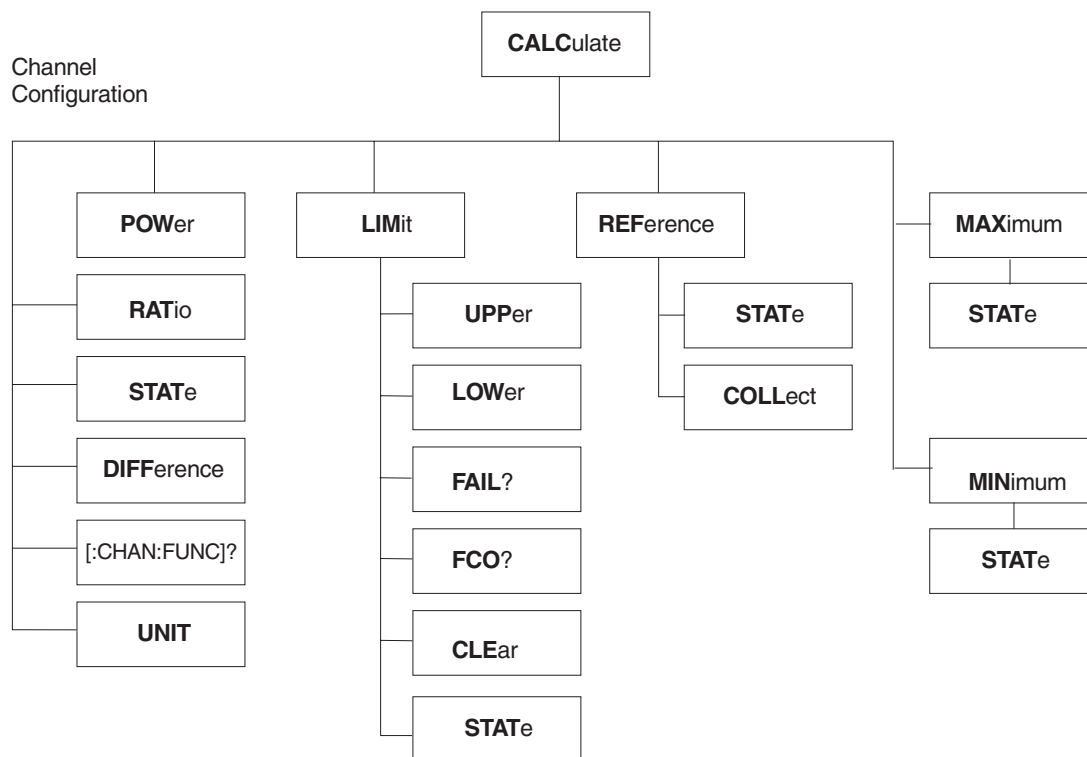 CALCulate
Channel
Configuration
POWer
LIMit
REFerence
MAXimum
RATio
UPPer
STATe
STATe
STATe
LOWer
COLLect
DIFFerence
FAIL?
MINimum
[:CHAN:FUNC]?
FCO?
STATe
UNIT
CLEar
STATe